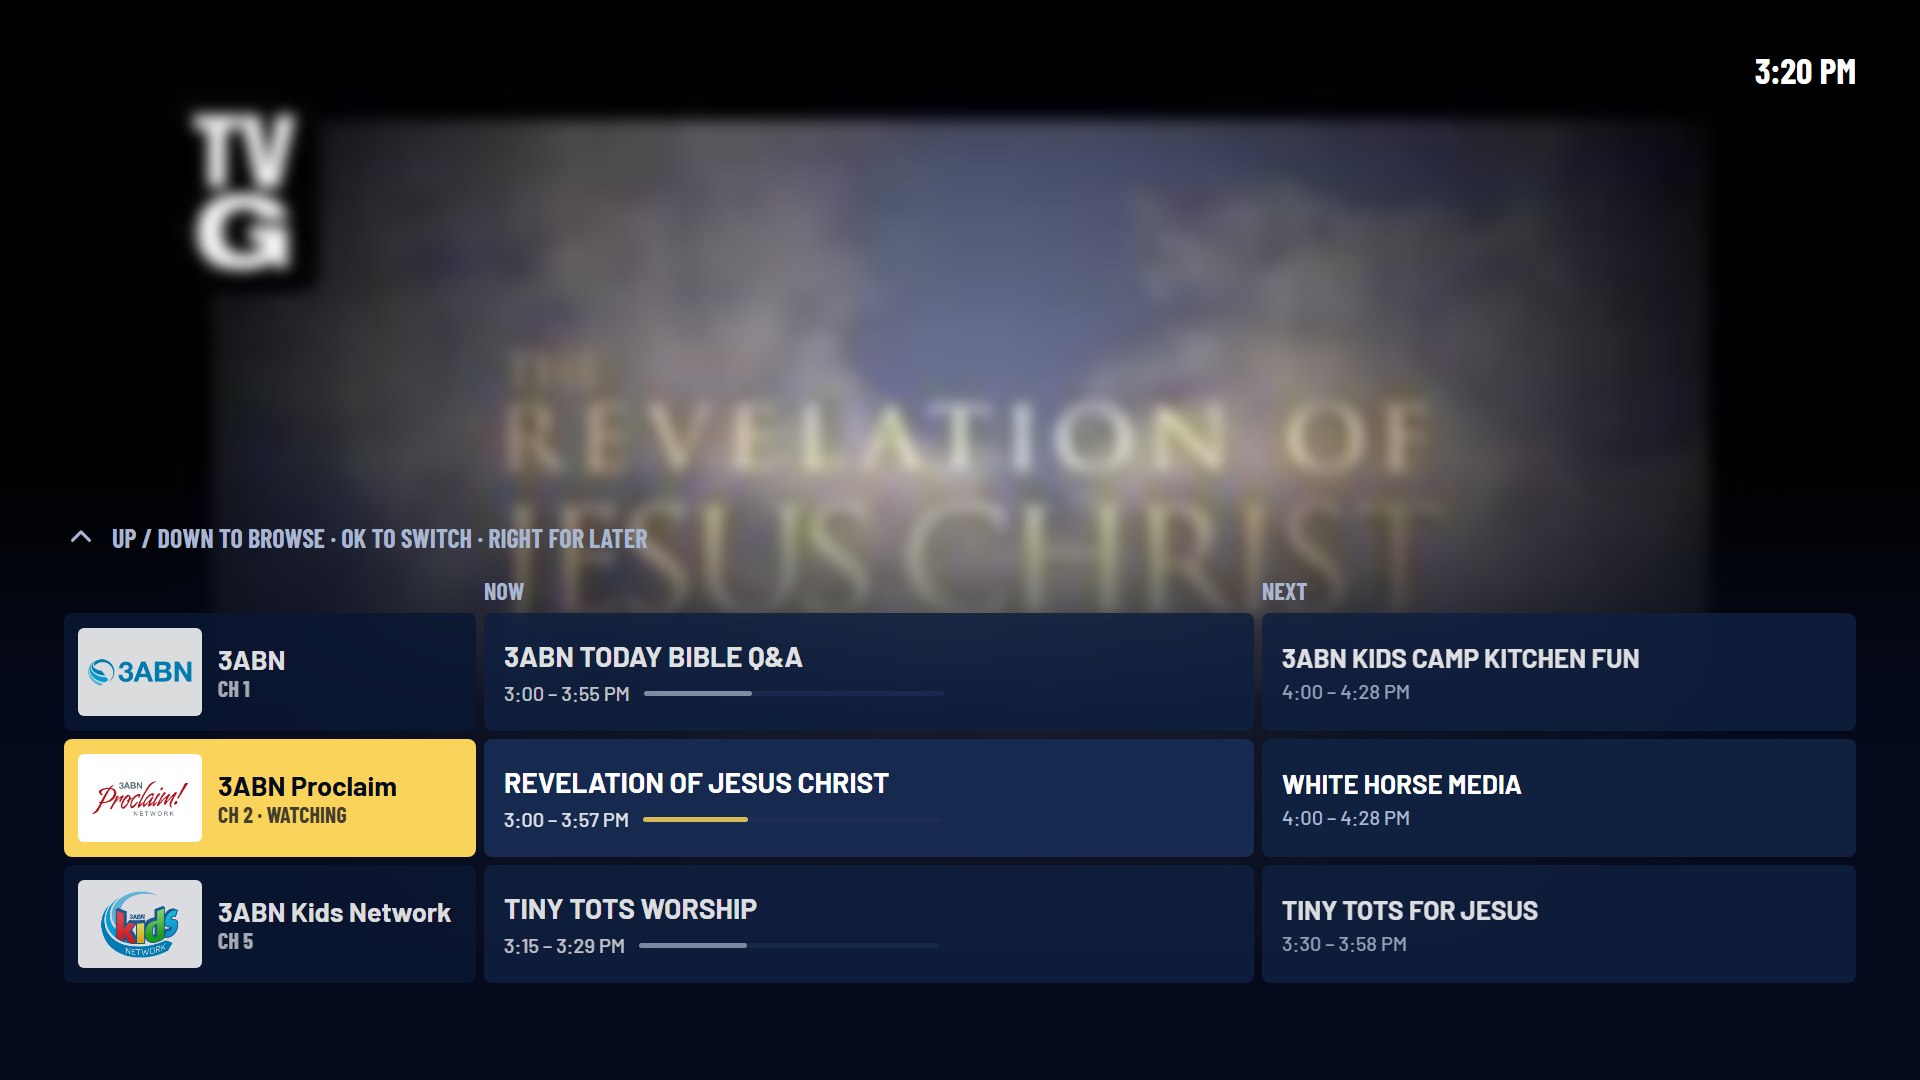 3:20 PM
TV
G
THE
REVELATION OF
JESUS CHRIST
UP / DOWN TO BROWSE · OK TO SWITCH · RIGHT FOR LATER
NOW
NEXT
3ABN
3ABN
CH 1
3ABN TODAY BIBLE Q&A
3:00 – 3:55 PM
3ABN KIDS CAMP KITCHEN FUN
4:00 – 4:28 PM
3ABN
Proclaim!
NETWORK
3ABN Proclaim
CH 2 · WATCHING
REVELATION OF JESUS CHRIST
3:00 – 3:57 PM
WHITE HORSE MEDIA
4:00 – 4:28 PM
3ABN
kids
NETWORK
3ABN Kids Network
CH 5
TINY TOTS WORSHIP
3:15 – 3:29 PM
TINY TOTS FOR JESUS
3:30 – 3:58 PM